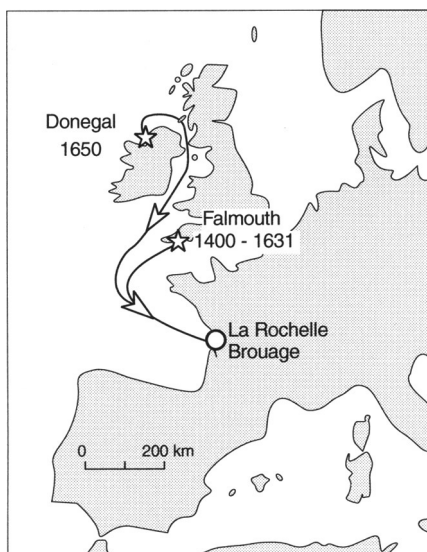 Donegal
1650
Falmouth
1400 - 1631
La Rochelle
Brouage
0 200 km